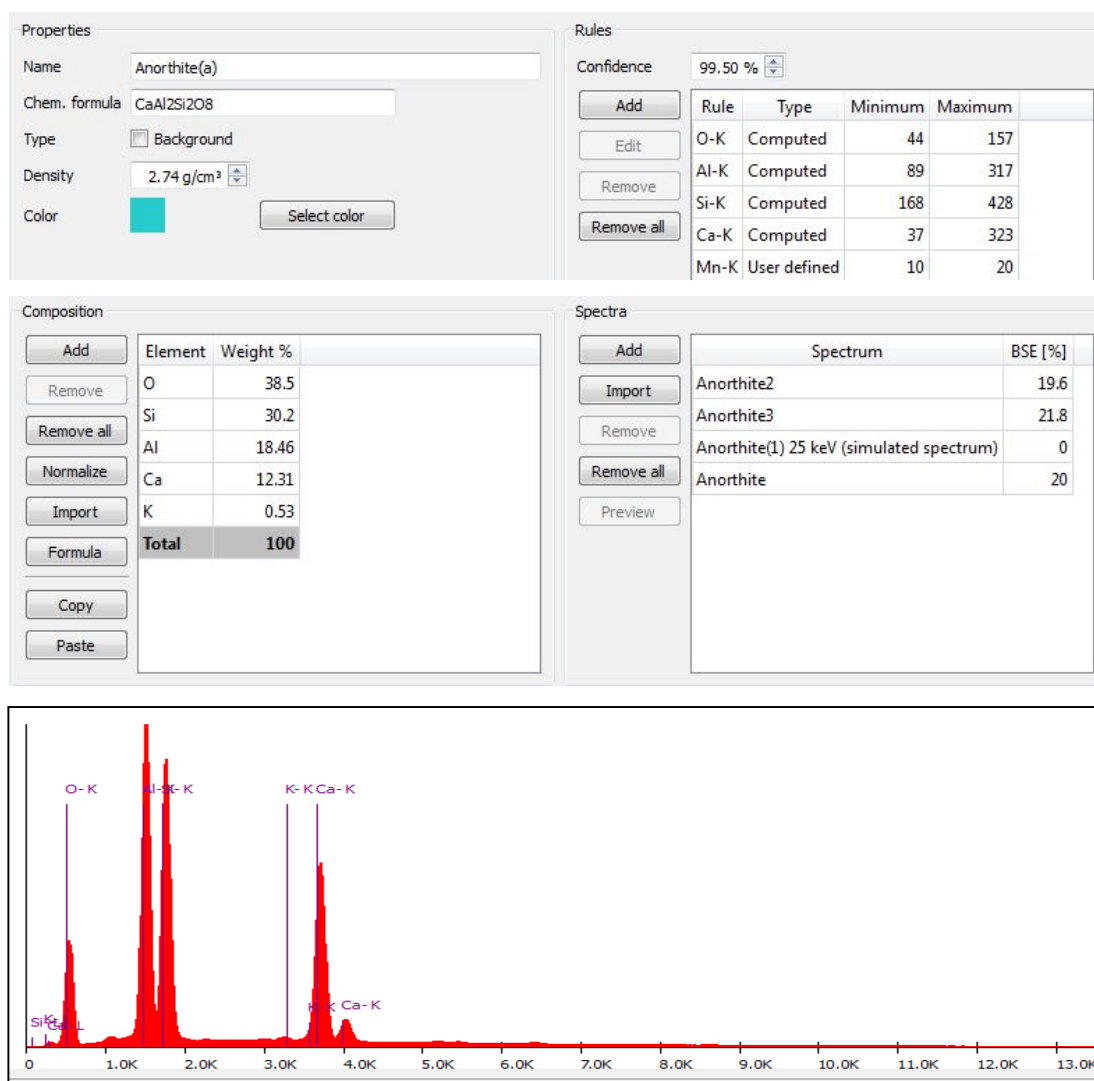 Properties
Name Anorthite(a)
Chem. formula CaAl2Si2O8
Type Background
Density 2.74 g/cm³
Color Select color
Rules
Confidence 99.50 %
Add
Edit
Remove
Remove all
Rule Type Minimum Maximum
O-K Computed 44 157
Al-K Computed 89 317
Si-K Computed 168 428
Ca-K Computed 37 323
Mn-K User defined 10 20
Composition
Add
Remove
Remove all
Normalize
Import
Formula
Copy
Paste
Element Weight %
O 38.5
Si 30.2
Al 18.46
Ca 12.31
K 0.53
Total 100
Spectra
Add
Import
Remove
Remove all
Preview
Spectrum BSE [%]
Anorthite2 19.6
Anorthite3 21.8
Anorthite(1) 25 keV (simulated spectrum) 0
Anorthite 20
O-K Al-K Si-K K-K Ca-K
K-K Ca-K
Ca-L
0 1.0K 2.0K 3.0K 4.0K 5.0K 6.0K 7.0K 8.0K 9.0K 10.0K 11.0K 12.0K 13.0K